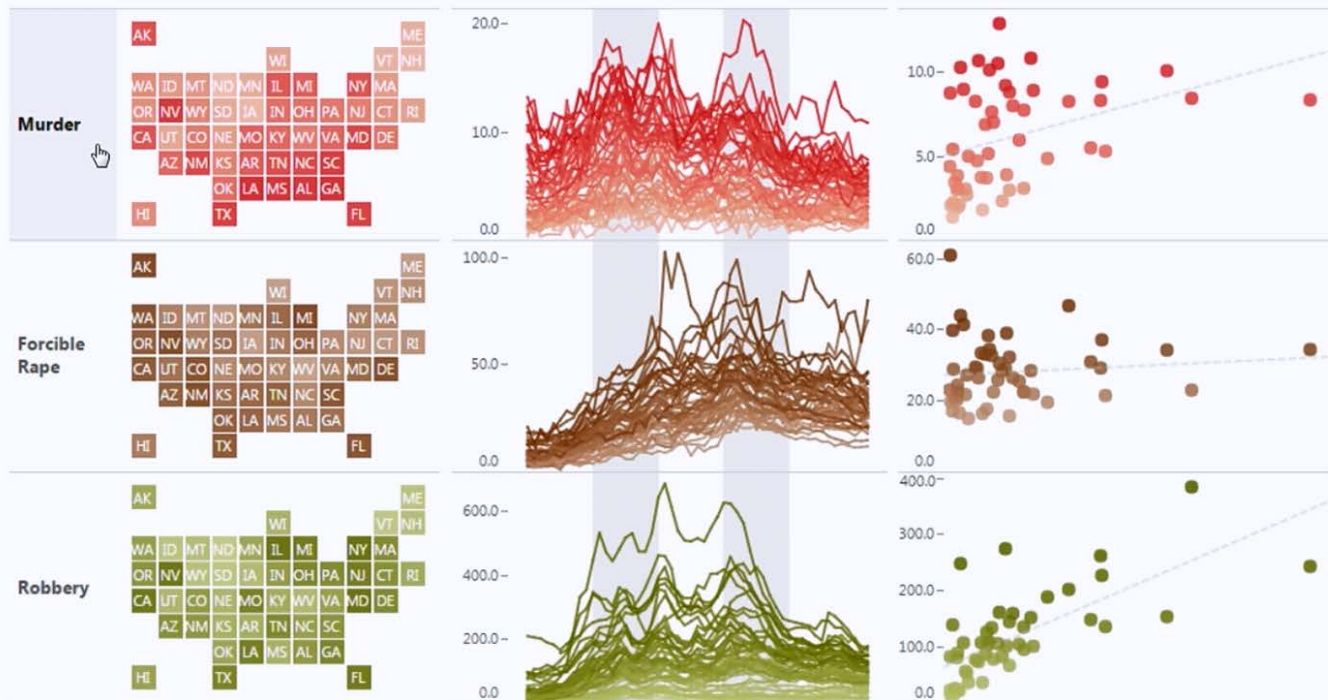 20.0
AK
ME
WI
VT NH
WA ID MT ND MN IL MI NY MA
10.0
OR NV WY SD IA IN OH PA NJ CT RI
Murder
10.0
CA UT CO NE MO KY WV VA MD DE
AZ NM KS AR TN NC SC
5.0
OK LA MS AL GA
HI TX FL
0.0
0.0
100.0
60.0
AK
ME
WI
VT NH
WA ID MT ND MN IL MI NY MA
40.0
OR NV WY SD IA IN OH PA NJ CT RI
Forcible
Rape
50.0
CA UT CO NE MO KY WV VA MD DE
AZ NM KS AR TN NC SC
20.0
OK LA MS AL GA
HI TX FL
0.0
0.0
400.0
AK
ME
600.0
WI
VT NH
300.0
WA ID MT ND MN IL MI NY MA
OR NV WY SD IA IN OH PA NJ CT RI
400.0
Robbery
200.0
CA UT CO NE MO KY WV VA MD DE
AZ NM KS AR TN NC SC
200.0
100.0
OK LA MS AL GA
HI TX FL
0.0
0.0